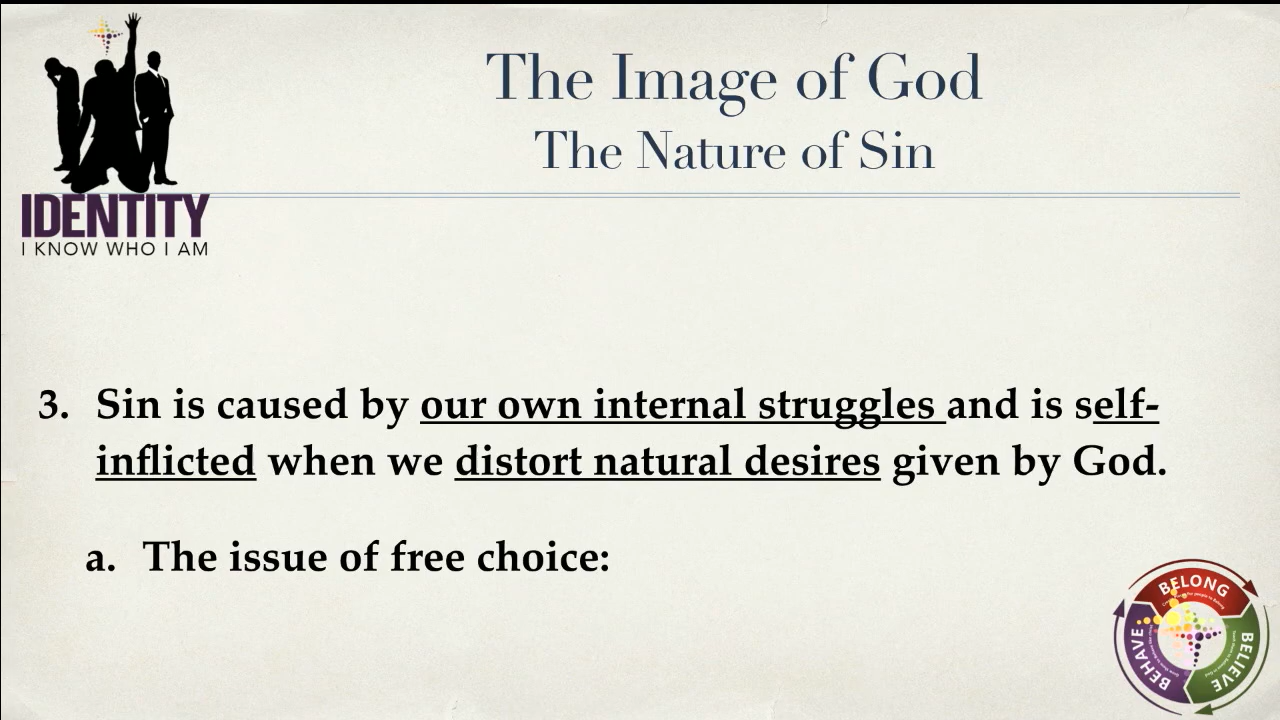 The Image of God
The Nature of Sin
IDENTITY
I KNOW WHO I AM
3. Sin is caused by our own internal struggles and is self-
inflicted when we distort natural desires given by God.
a. The issue of free choice:
BELONG
BEHAVE
BELIEVE